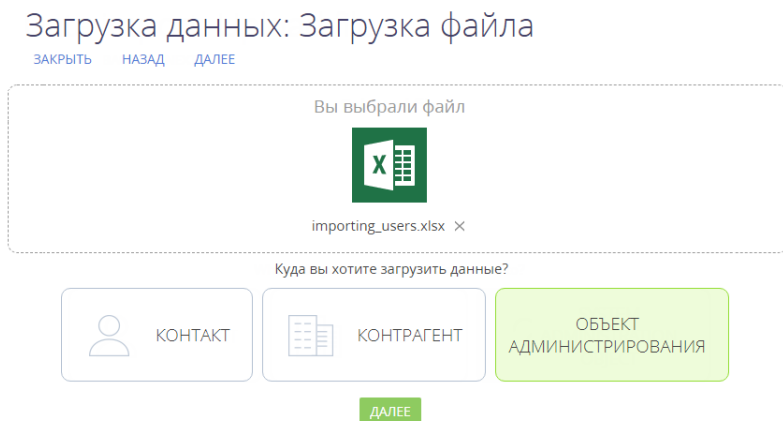 Загрузка данных: Загрузка файла
ЗАКРЫТЬ НАЗАД ДАЛЕЕ
Вы выбрали файл
X
importing_users.xlsx ×
Куда вы хотите загрузить данные?
КОНТАКТ
КОНТРАГЕНТ
ОБЪЕКТ
АДМИНИСТРИРОВАНИЯ
ДАЛЕЕ